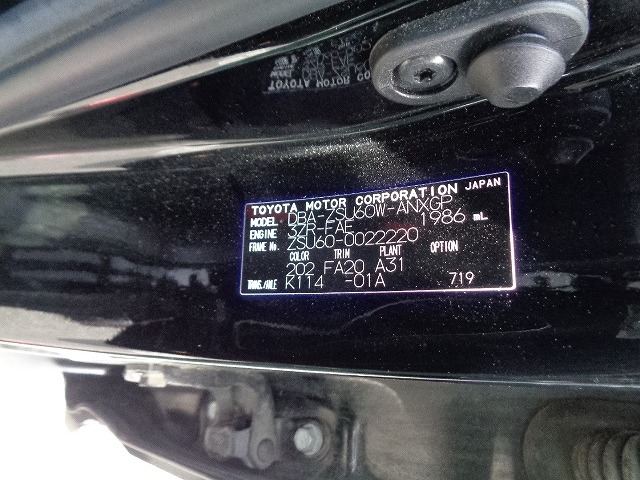 TOYOTA MOTOR CORPORATION JAPAN
MODEL DBA-ZSU60W-ANXGP
ENGINE 3ZR-FAE 1986 mL
FRAME No. ZSU60-0022220
COLOR TRIM PLANT OPTION
202 FA20 A31
TRANS./AXLE K114 -01A 719